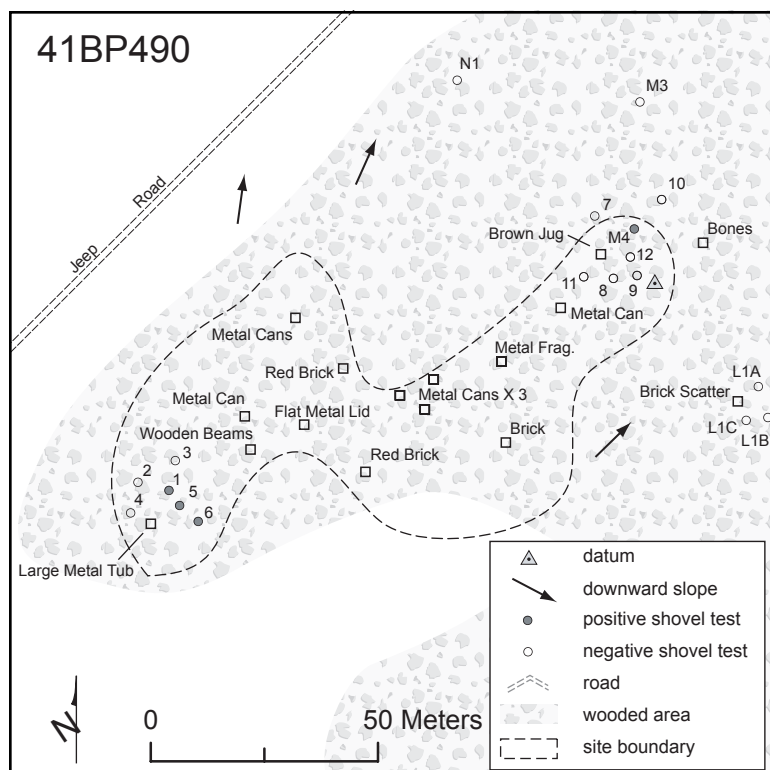 41BP490
N1
M3
Jeep Road
10
7
M4
Bones
Brown Jug
12
11
8
9
Metal Can
Metal Cans
Metal Frag.
Red Brick
L1A
Metal Cans X 3
Brick Scatter
Metal Can
Flat Metal Lid
L1C
L1B
Wooden Beams
Brick
3
Red Brick
2
1
4
5
6
Large Metal Tub
datum
downward slope
positive shovel test
negative shovel test
road
wooded area
site boundary
N
0
50 Meters